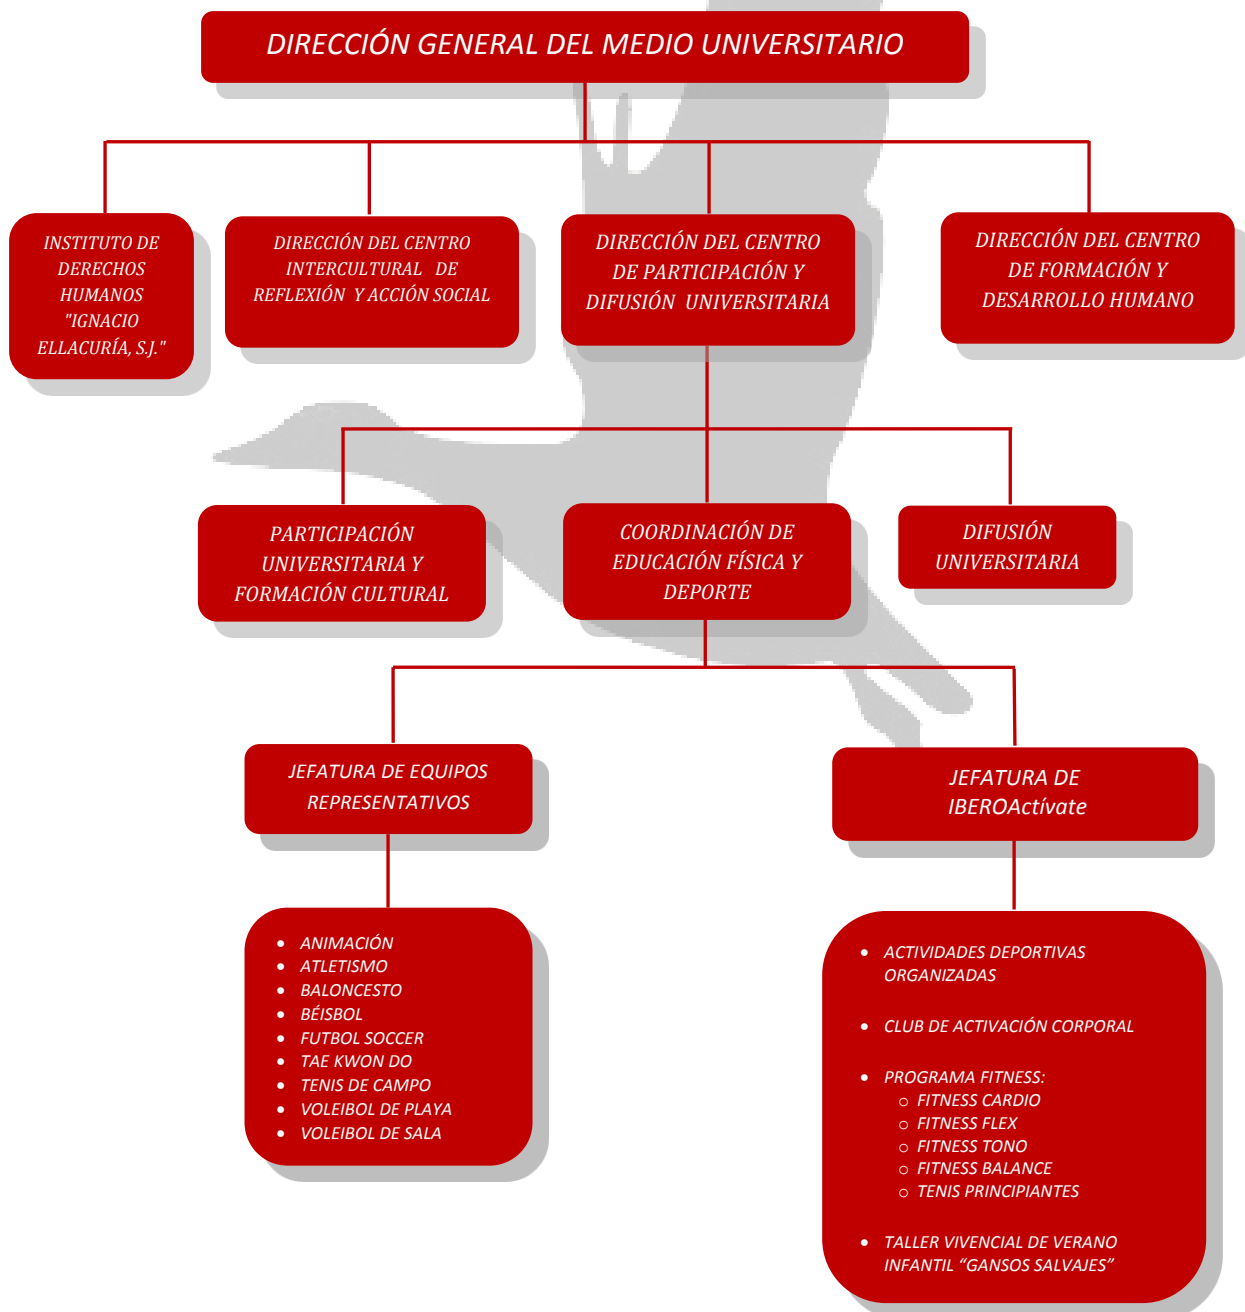 DIRECCIÓN GENERAL DEL MEDIO UNIVERSITARIO
INSTITUTO DE
DERECHOS
HUMANOS
"IGNACIO
ELLACURÍA, S.J."
DIRECCIÓN DEL CENTRO
INTERCULTURAL DE
REFLEXIÓN Y ACCIÓN SOCIAL
DIRECCIÓN DEL CENTRO
DE PARTICIPACIÓN Y
DIFUSIÓN UNIVERSITARIA
DIRECCIÓN DEL CENTRO
DE FORMACIÓN Y
DESARROLLO HUMANO
PARTICIPACIÓN
UNIVERSITARIA Y
FORMACIÓN CULTURAL
COORDINACIÓN DE
EDUCACIÓN FÍSICA Y
DEPORTE
DIFUSIÓN
UNIVERSITARIA
JEFATURA DE EQUIPOS
REPRESENTATIVOS
JEFATURA DE
IBEROActívate
• ANIMACIÓN
• ATLETISMO
• BALONCESTO
• BÉISBOL
• FUTBOL SOCCER
• TAE KWON DO
• TENIS DE CAMPO
• VOLEIBOL DE PLAYA
• VOLEIBOL DE SALA
• ACTIVIDADES DEPORTIVAS
ORGANIZADAS
• CLUB DE ACTIVACIÓN CORPORAL
• PROGRAMA FITNESS:
○ FITNESS CARDIO
○ FITNESS FLEX
○ FITNESS TONO
○ FITNESS BALANCE
○ TENIS PRINCIPIANTES
• TALLER VIVENCIAL DE VERANO
INFANTIL “GANSOS SALVAJES”